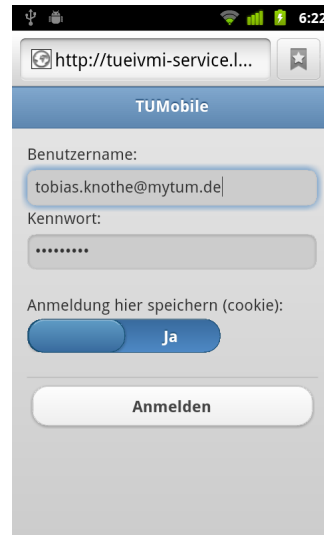 6:22
http://tueivmi-service.l...
TUMobile
Benutzername:
tobias.knothe@mytum.de
Kennwort:
•••••••••
Anmeldung hier speichern (cookie):
Ja
Anmelden